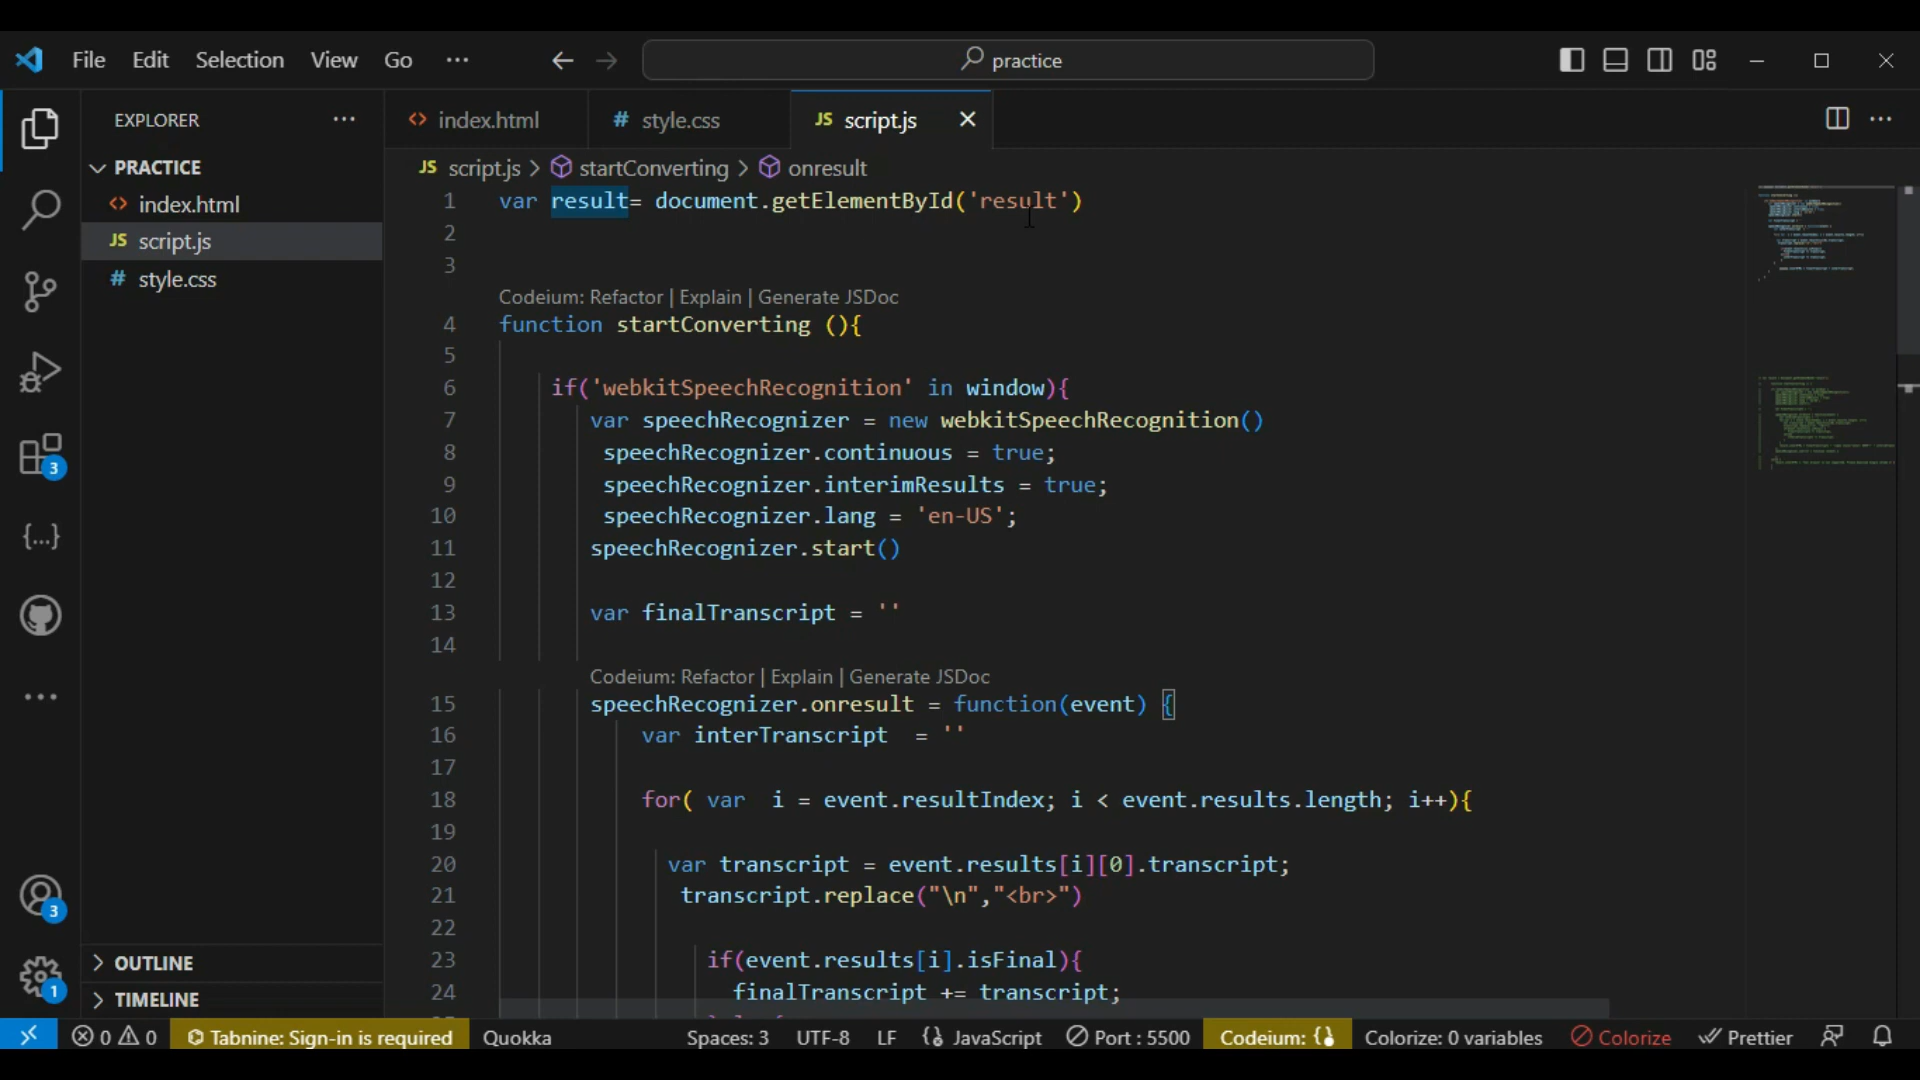 File Edit Selection View Go ··· practice
EXPLORER ···
PRACTICE
index.html
script.js
style.css
OUTLINE
TIMELINE
3
3
1
index.html
style.css
JS script.js
JS script.js > startConverting > onresult
1 var result= document.getElementById('result')
2
3
Codeium: Refactor | Explain | Generate JSDoc
4 function startConverting (){
5
6 if('webkitSpeechRecognition' in window){
7 var speechRecognizer = new webkitSpeechRecognition()
8 speechRecognizer.continuous = true;
9 speechRecognizer.interimResults = true;
10 speechRecognizer.lang = 'en-US';
11 speechRecognizer.start()
12
13 var finalTranscript = ''
14
Codeium: Refactor | Explain | Generate JSDoc
15 speechRecognizer.onresult = function(event) {
16 var interTranscript  = ''
17
18 for( var  i = event.resultIndex; i < event.results.length; i++){
19
20 var transcript = event.results[i][0].transcript;
21 transcript.replace("\n","<br>")
22
23 if(event.results[i].isFinal){
24 finalTranscript += transcript;
0 0 Tabnine: Sign-in is required Quokka Spaces: 3 UTF-8 LF {} JavaScript Port : 5500 Codeium: {} Colorize: 0 variables Colorize Prettier